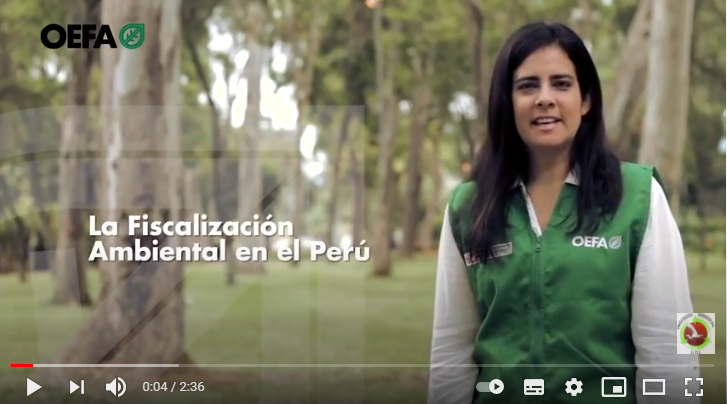 OEFA
La Fiscalización
Ambiental en el Perú
OEFA
0:04 / 2:36